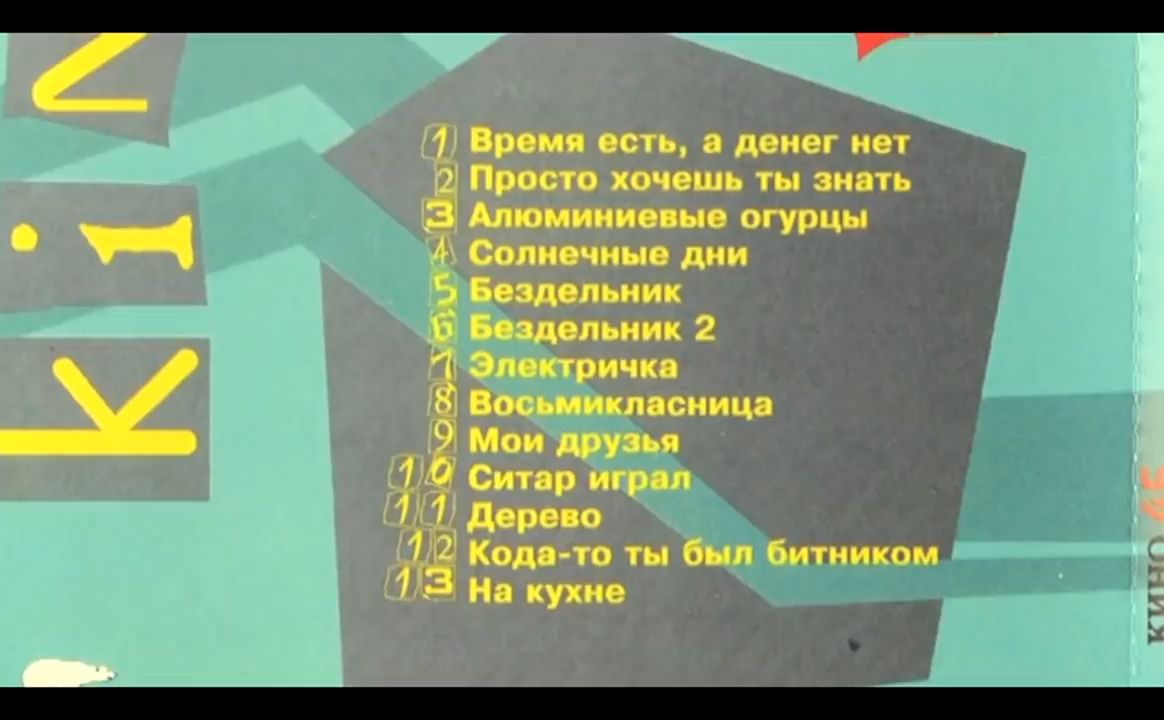 KiN
1 Время есть, а денег нет
2 Просто хочешь ты знать
3 Алюминиевые огурцы
4 Солнечные дни
5 Бездельник
6 Бездельник 2
7 Электричка
8 Восьмикласница
9 Мои друзья
10 Ситар играл
11 Дерево
12 Кода-то ты был битником
13 На кухне
КИНО 45